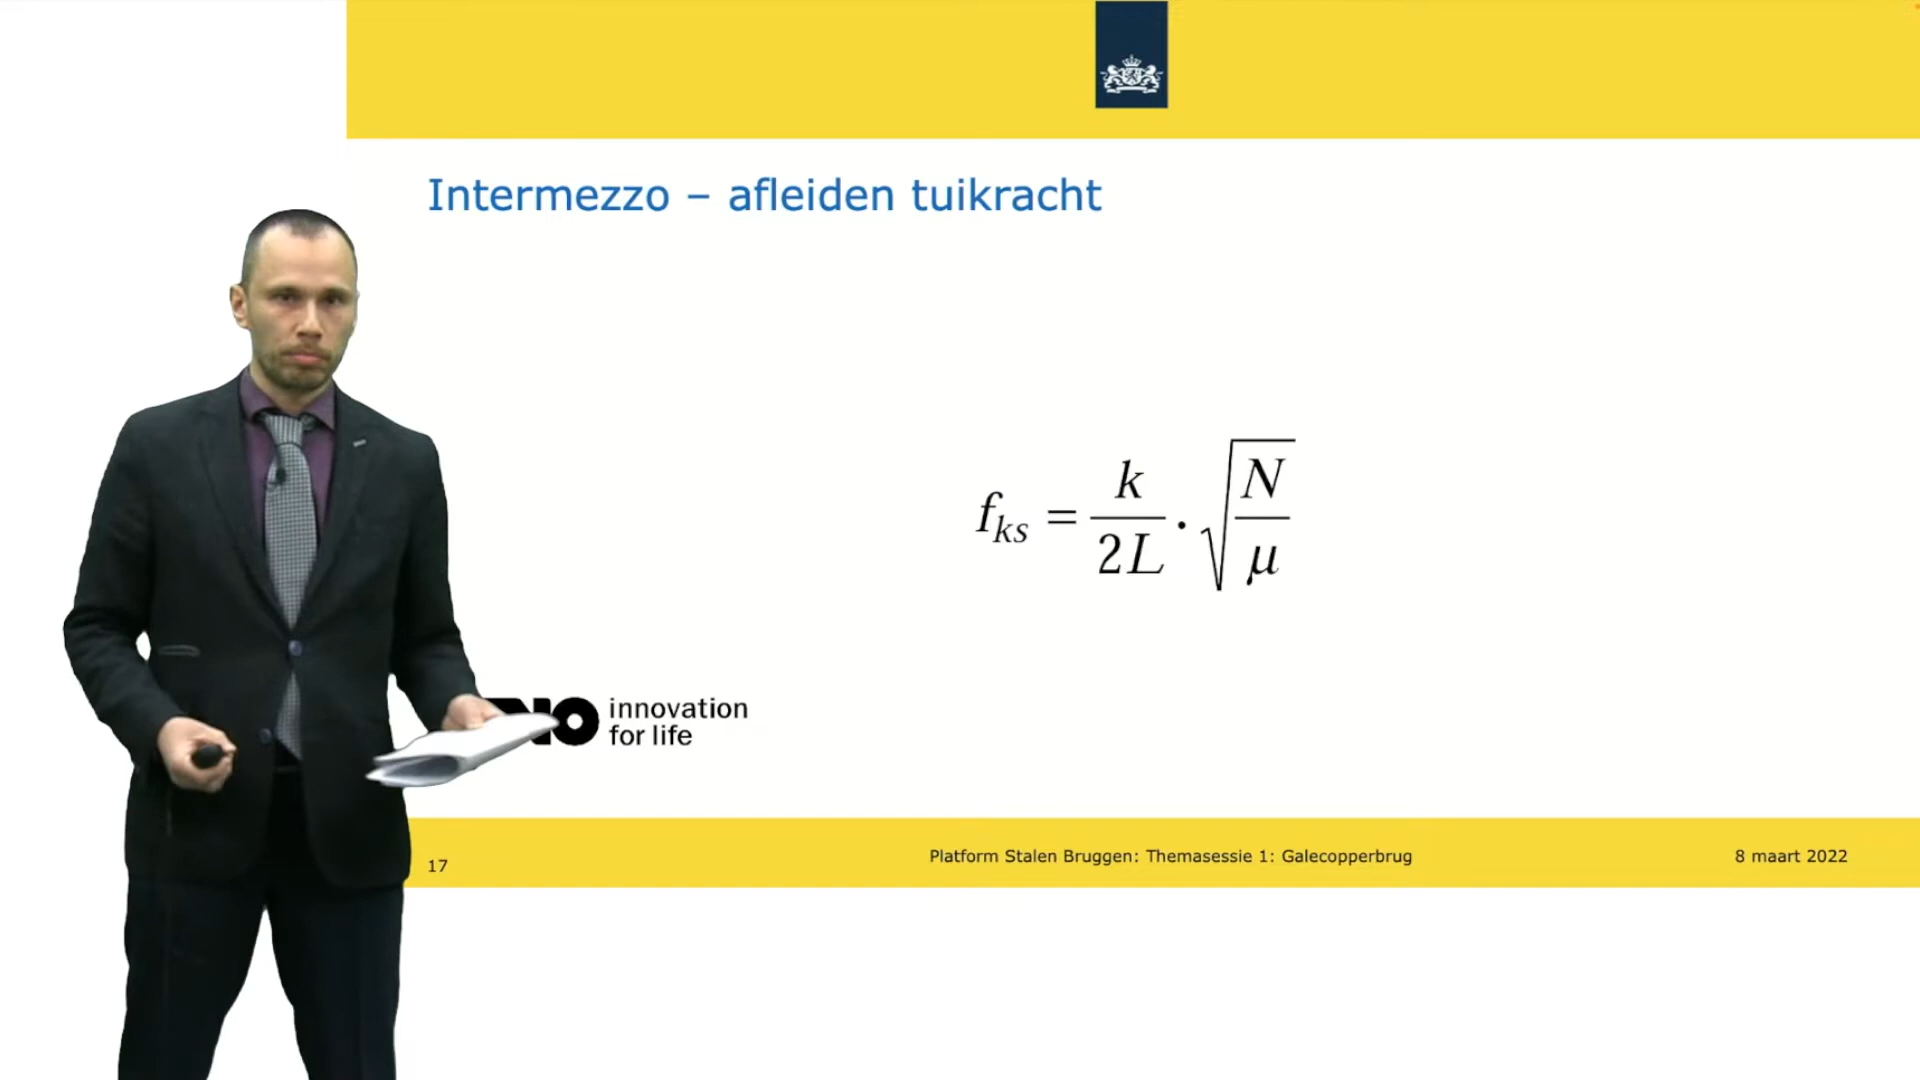 Intermezzo – afleiden tuikracht
f_ks = k/2L · √(N/μ)
innovation
for life
17
Platform Stalen Bruggen: Themasessie 1: Galecopperbrug
8 maart 2022